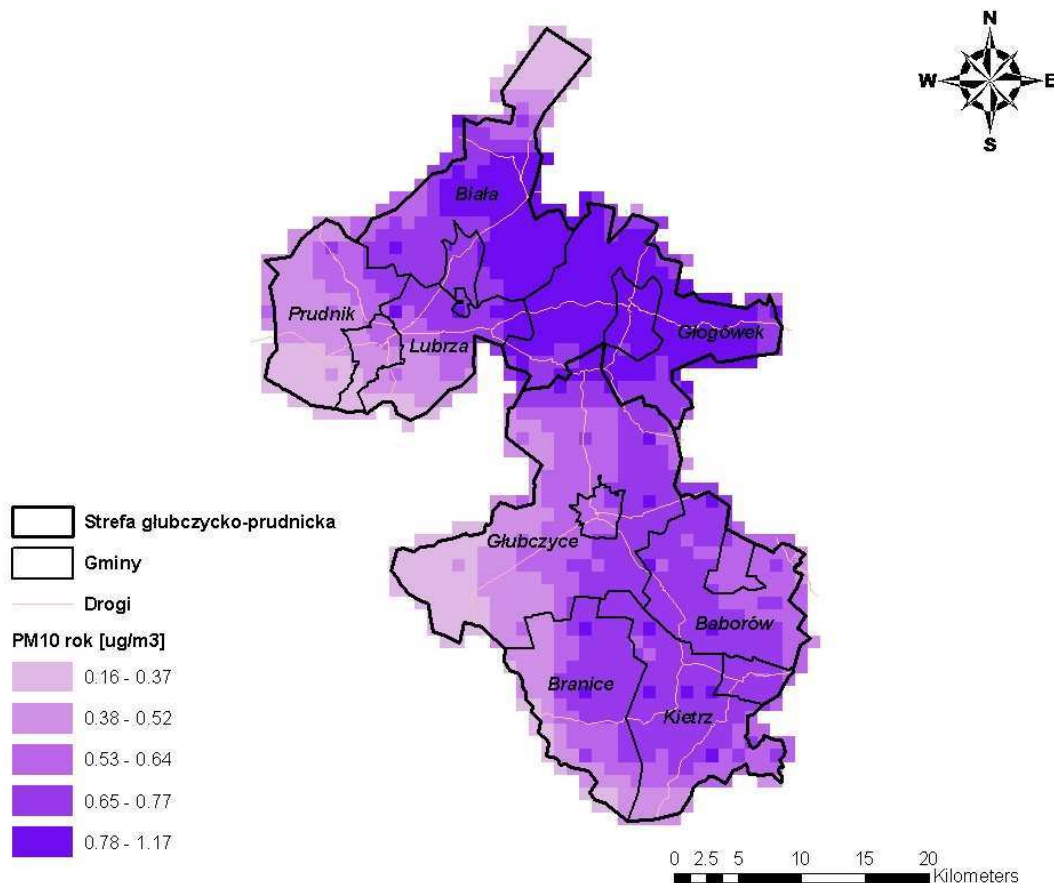 N
W E
S
Biała
Prudnik
Lubrza
Głogówek
Głubczyce
Baborów
Branice
Kietrz
Strefa głubczycko-prudnicka
Gminy
Drogi
PM10 rok [ug/m3]
0.16 - 0.37
0.38 - 0.52
0.53 - 0.64
0.65 - 0.77
0.78 - 1.17
0 2.5 5 10 15 20
Kilometers